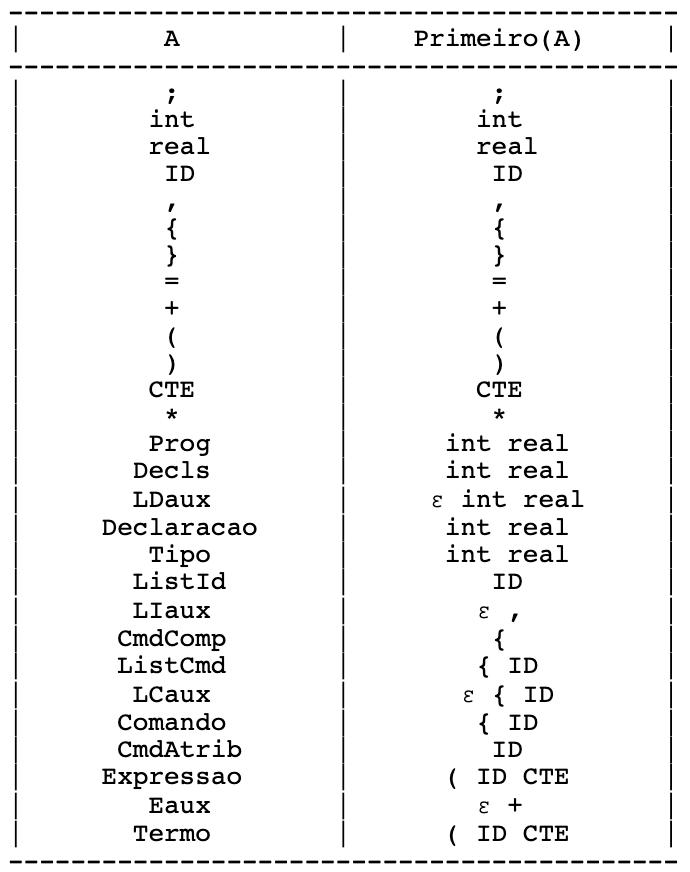 ---------------------------------------------
| A | Primeiro(A) |
---------------------------------------------
| ; | ; |
| int | int |
| real | real |
| ID | ID |
| , | , |
| { | { |
| } | } |
| = | = |
| + | + |
| ( | ( |
| ) | ) |
| CTE | CTE |
| * | * |
| Prog | int real |
| Decls | int real |
| LDaux | ε int real |
| Declaracao | int real |
| Tipo | int real |
| ListId | ID |
| LIaux | ε , |
| CmdComp | { |
| ListCmd | { ID |
| LCaux | ε { ID |
| Comando | { ID |
| CmdAtrib | ID |
| Expressao | ( ID CTE |
| Eaux | ε + |
| Termo | ( ID CTE |
---------------------------------------------